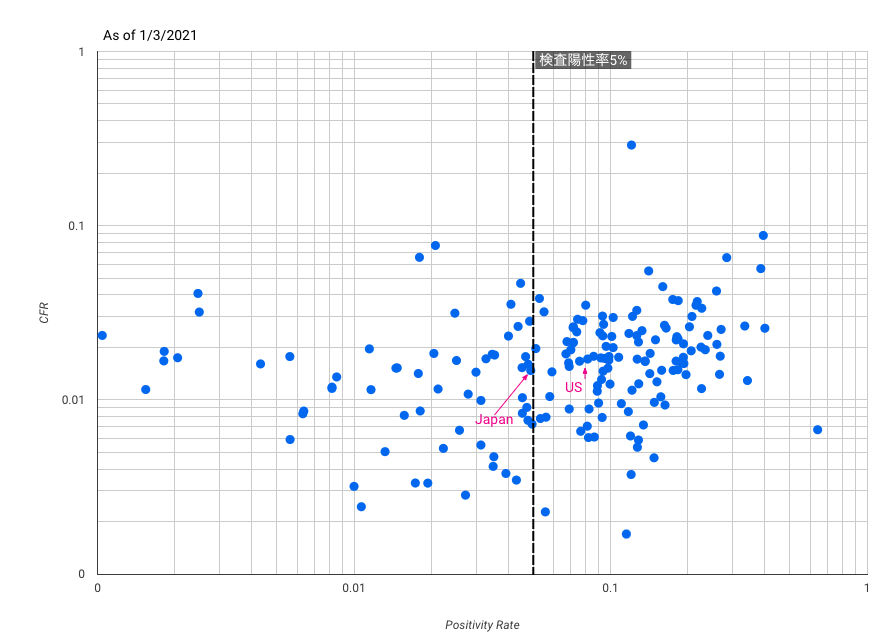 As of 1/3/2021
検査陽性率5%
1
0.1
0.01
0
CFR
Japan
US
0
0.01
0.1
1
Positivity Rate